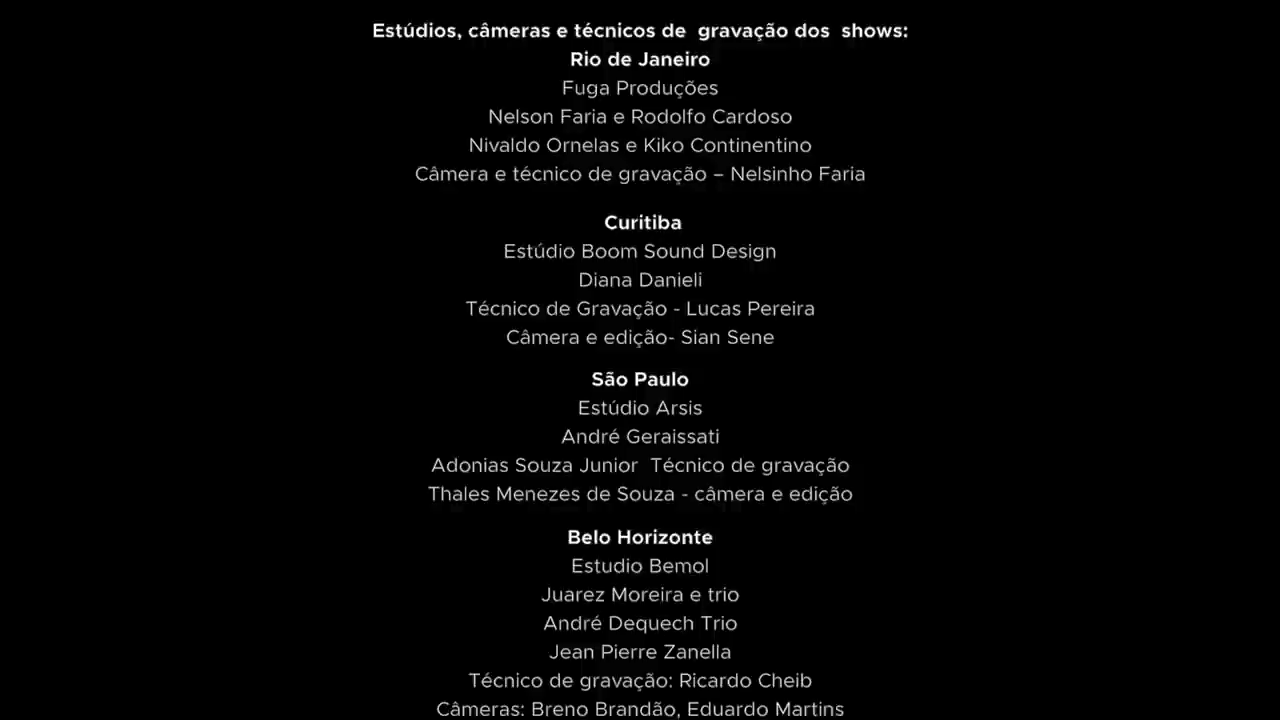 Estúdios, câmeras e técnicos de  gravação dos  shows:
Rio de Janeiro
Fuga Produções
Nelson Faria e Rodolfo Cardoso
Nivaldo Ornelas e Kiko Continentino
Câmera e técnico de gravação – Nelsinho Faria
Curitiba
Estúdio Boom Sound Design
Diana Danieli
Técnico de Gravação - Lucas Pereira
Câmera e edição- Sian Sene
São Paulo
Estúdio Arsis
André Geraissati
Adonias Souza Junior  Técnico de gravação
Thales Menezes de Souza - câmera e edição
Belo Horizonte
Estudio Bemol
Juarez Moreira e trio
André Dequech Trio
Jean Pierre Zanella
Técnico de gravação: Ricardo Cheib
Câmeras: Breno Brandão, Eduardo Martins